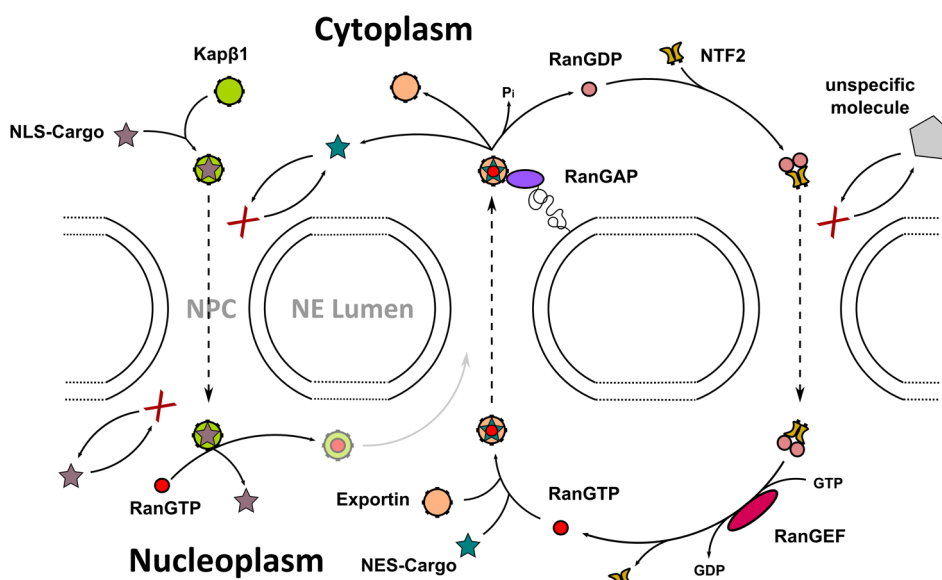 Cytoplasm
Kapβ1
RanGDP
NTF2
Pi
unspecific
molecule
NLS-Cargo
RanGAP
NPC
NE Lumen
RanGTP
Exportin
RanGTP
GTP
RanGEF
Nucleoplasm
NES-Cargo
GDP